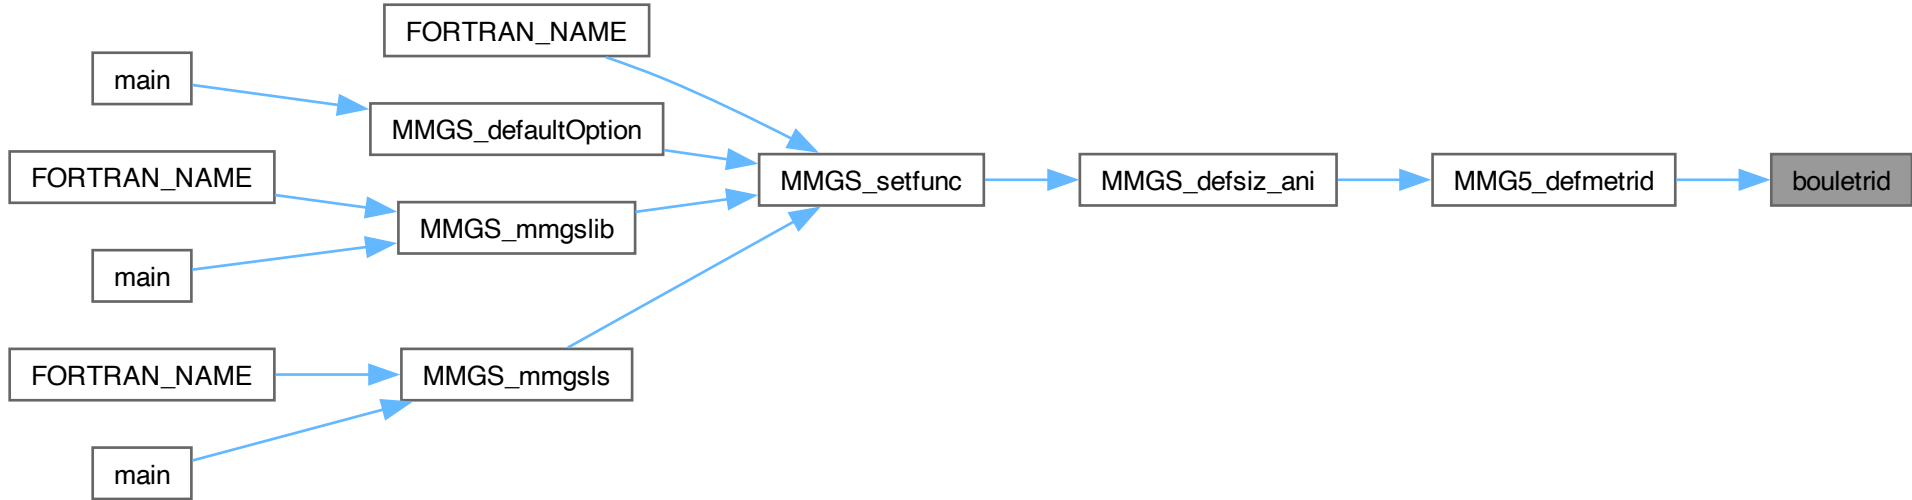 FORTRAN_NAME
main
MMGS_defaultOption
FORTRAN_NAME
MMGS_setfunc
MMGS_defsiz_ani
MMG5_defmetrid
bouletrid
MMGS_mmgslib
main
FORTRAN_NAME
MMGS_mmgsls
main